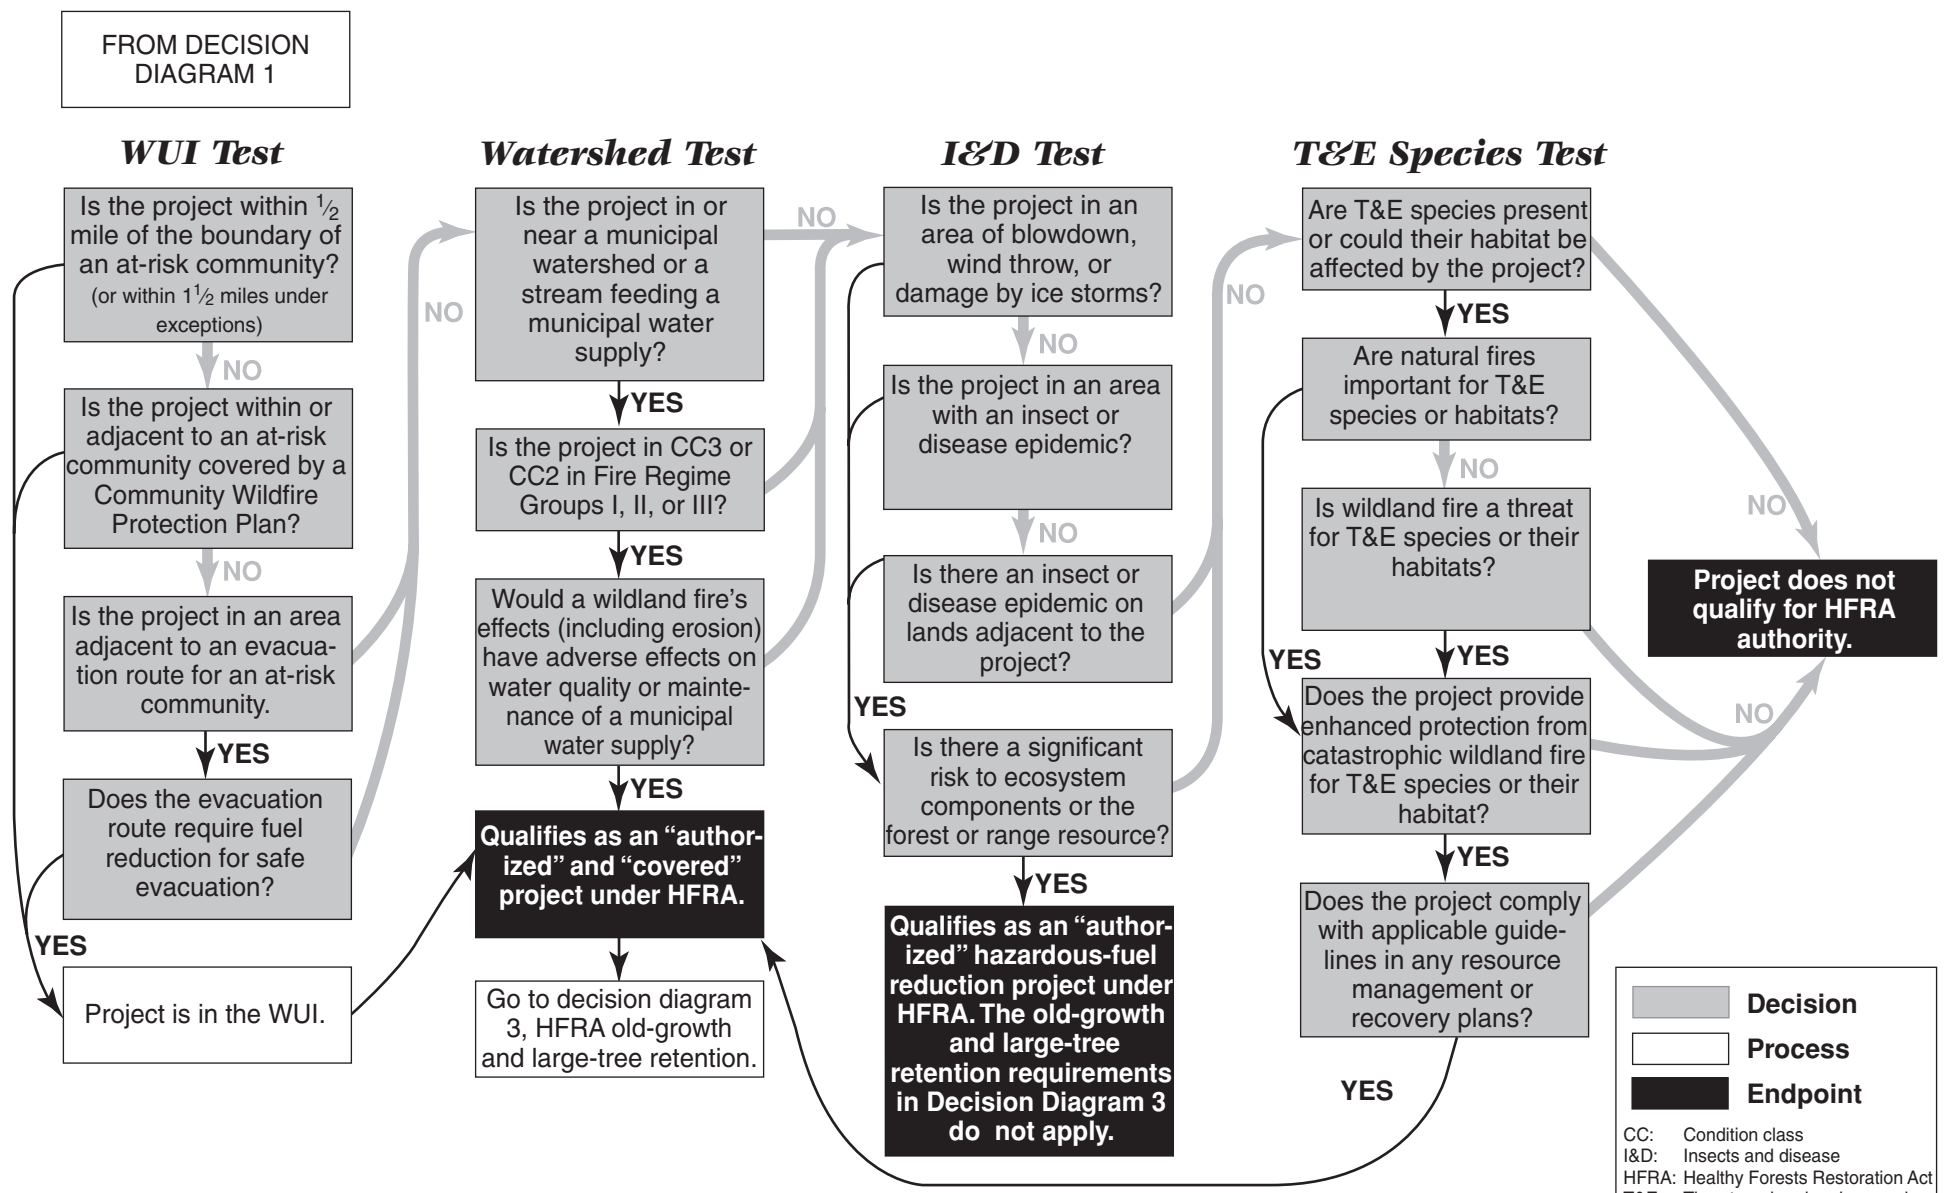 FROM DECISION
DIAGRAM 1
WUI Test
Is the project within 1/2
mile of the boundary of
an at-risk community?
(or within 1 1/2 miles under
exceptions)
NO
Is the project within or
adjacent to an at-risk
community covered by a
Community Wildfire
Protection Plan?
NO
Is the project in an area
adjacent to an evacua-
tion route for an at-risk
community.
YES
Does the evacuation
route require fuel
reduction for safe
evacuation?
YES
Project is in the WUI.
NO
Watershed Test
Is the project in or
near a municipal
watershed or a
stream feeding a
municipal water
supply?
YES
Is the project in CC3 or
CC2 in Fire Regime
Groups I, II, or III?
YES
Would a wildland fire's
effects (including erosion)
have adverse effects on
water quality or mainte-
nance of a municipal
water supply?
YES
Qualifies as an “author-
ized” and “covered”
project under HFRA.
Go to decision diagram
3, HFRA old-growth
and large-tree retention.
NO
I&D Test
Is the project in an
area of blowdown,
wind throw, or
damage by ice storms?
NO
Is the project in an area
with an insect or
disease epidemic?
NO
Is there an insect or
disease epidemic on
lands adjacent to the
project?
YES
Is there a significant
risk to ecosystem
components or the
forest or range resource?
YES
Qualifies as an “author-
ized” hazardous-fuel
reduction project under
HFRA. The old-growth
and large-tree
retention requirements
in Decision Diagram 3
do not apply.
NO
T&E Species Test
Are T&E species present
or could their habitat be
affected by the project?
YES
Are natural fires
important for T&E
species or habitats?
NO
Is wildland fire a threat
for T&E species or their
habitats?
YES
YES
Does the project provide
enhanced protection from
catastrophic wildland fire
for T&E species or their
habitat?
YES
Does the project comply
with applicable guide-
lines in any resource
management or
recovery plans?
YES
NO
Project does not
qualify for HFRA
authority.
NO
Decision
Process
Endpoint
CC: Condition class
I&D: Insects and disease
HFRA: Healthy Forests Restoration Act